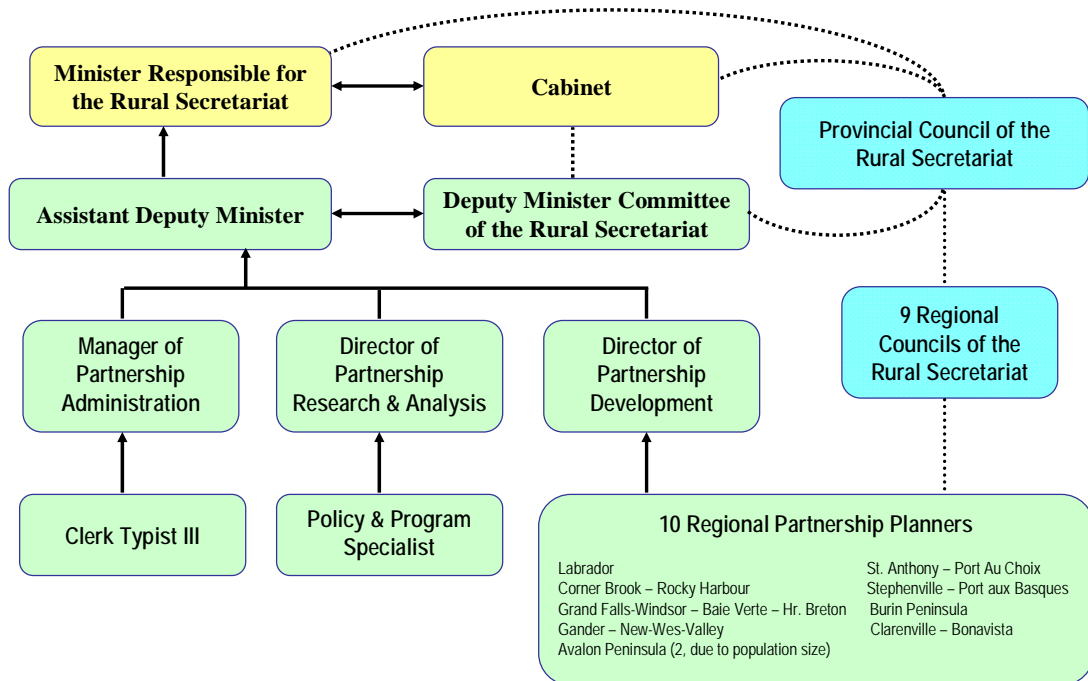 Minister Responsible for
the Rural Secretariat
Cabinet
Provincial Council of the
Rural Secretariat
Assistant Deputy Minister
Deputy Minister Committee
of the Rural Secretariat
9 Regional
Councils of the
Rural Secretariat
Manager of
Partnership
Administration
Director of
Partnership
Research & Analysis
Director of
Partnership
Development
Clerk Typist III
Policy & Program
Specialist
10 Regional Partnership Planners
Labrador
Corner Brook – Rocky Harbour
Grand Falls-Windsor – Baie Verte – Hr. Breton
Gander – New-Wes-Valley
Avalon Peninsula (2, due to population size)
St. Anthony – Port Au Choix
Stephenville – Port aux Basques
Burin Peninsula
Clarenville – Bonavista